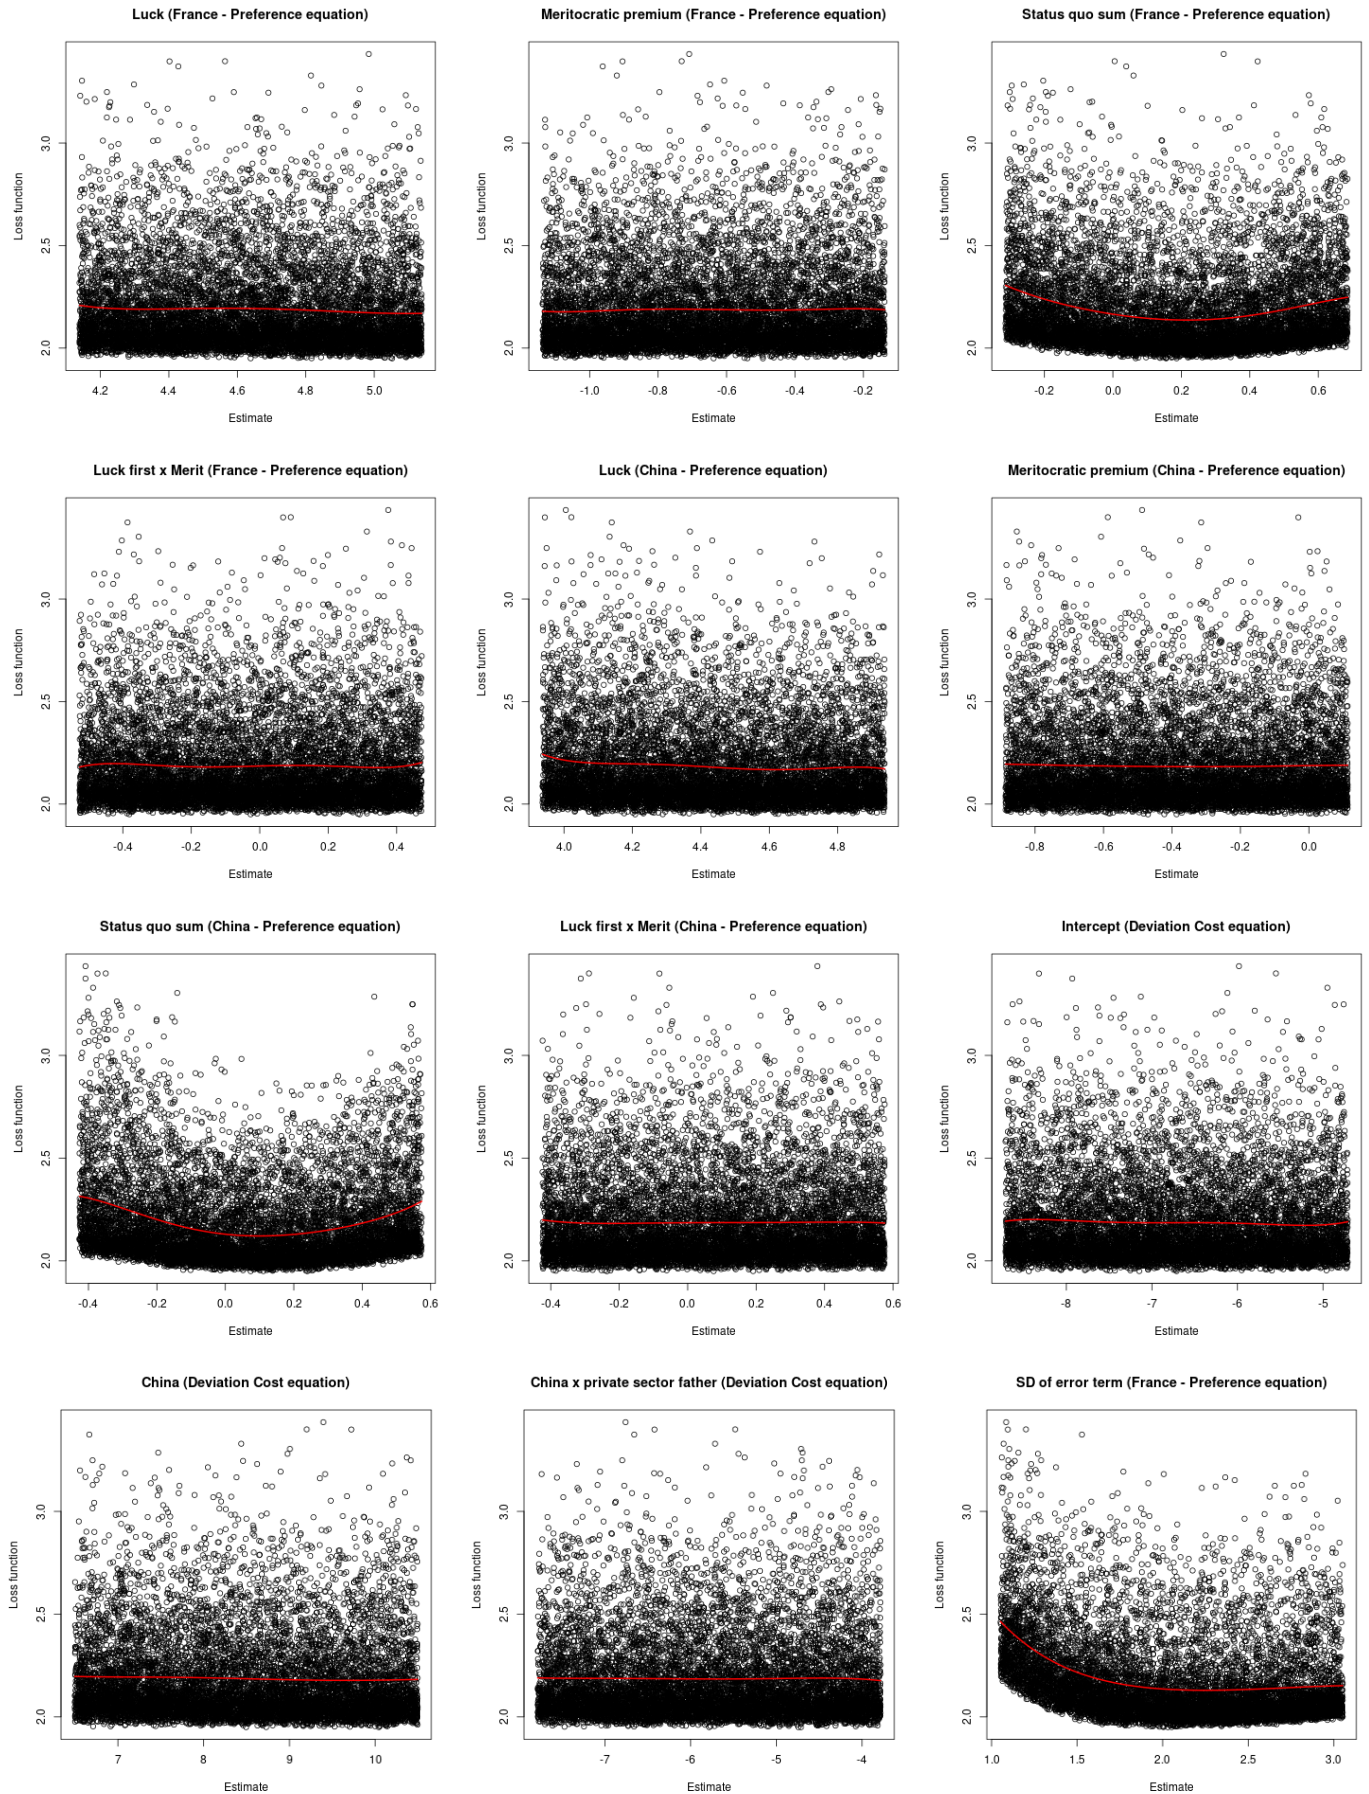 Luck (France - Preference equation)
Loss function
3.0
2.5
2.0
4.2 4.4 4.6 4.8 5.0
Estimate
Meritocratic premium (France - Preference equation)
Loss function
3.0
2.5
2.0
-1.0 -0.8 -0.6 -0.4 -0.2
Estimate
Status quo sum (France - Preference equation)
Loss function
3.0
2.5
2.0
-0.2 0.0 0.2 0.4 0.6
Estimate
Luck first x Merit (France - Preference equation)
Loss function
3.0
2.5
2.0
-0.4 -0.2 0.0 0.2 0.4
Estimate
Luck (China - Preference equation)
Loss function
3.0
2.5
2.0
4.0 4.2 4.4 4.6 4.8
Estimate
Meritocratic premium (China - Preference equation)
Loss function
3.0
2.5
2.0
-0.8 -0.6 -0.4 -0.2 0.0
Estimate
Status quo sum (China - Preference equation)
Loss function
3.0
2.5
2.0
-0.4 -0.2 0.0 0.2 0.4 0.6
Estimate
Luck first x Merit (China - Preference equation)
Loss function
3.0
2.5
2.0
-0.4 -0.2 0.0 0.2 0.4 0.6
Estimate
Intercept (Deviation Cost equation)
Loss function
3.0
2.5
2.0
-8 -7 -6 -5
Estimate
China (Deviation Cost equation)
Loss function
3.0
2.5
2.0
7 8 9 10
Estimate
China x private sector father (Deviation Cost equation)
Loss function
3.0
2.5
2.0
-7 -6 -5 -4
Estimate
SD of error term (France - Preference equation)
Loss function
3.0
2.5
2.0
1.0 1.5 2.0 2.5 3.0
Estimate